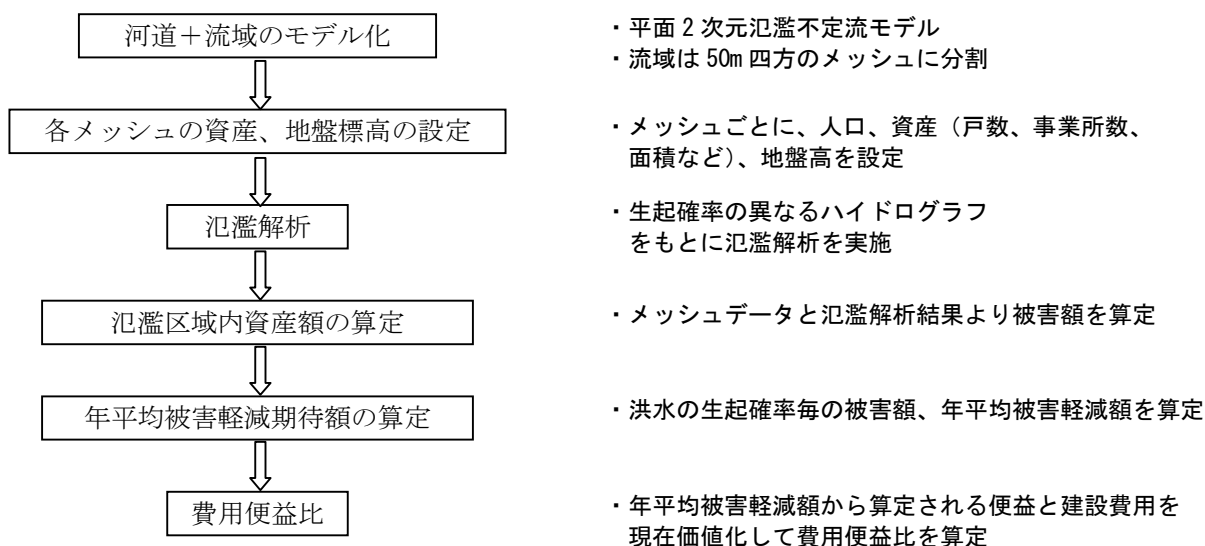 河道＋流域のモデル化
・平面2次元氾濫不定流モデル
・流域は50m四方のメッシュに分割
各メッシュの資産、地盤標高の設定
・メッシュごとに、人口、資産（戸数、事業所数、
面積など）、地盤高を設定
氾濫解析
・生起確率の異なるハイドログラフ
をもとに氾濫解析を実施
氾濫区域内資産額の算定
・メッシュデータと氾濫解析結果より被害額を算定
年平均被害軽減期待額の算定
・洪水の生起確率毎の被害額、年平均被害軽減額を算定
費用便益比
・年平均被害軽減額から算定される便益と建設費用を
現在価値化して費用便益比を算定